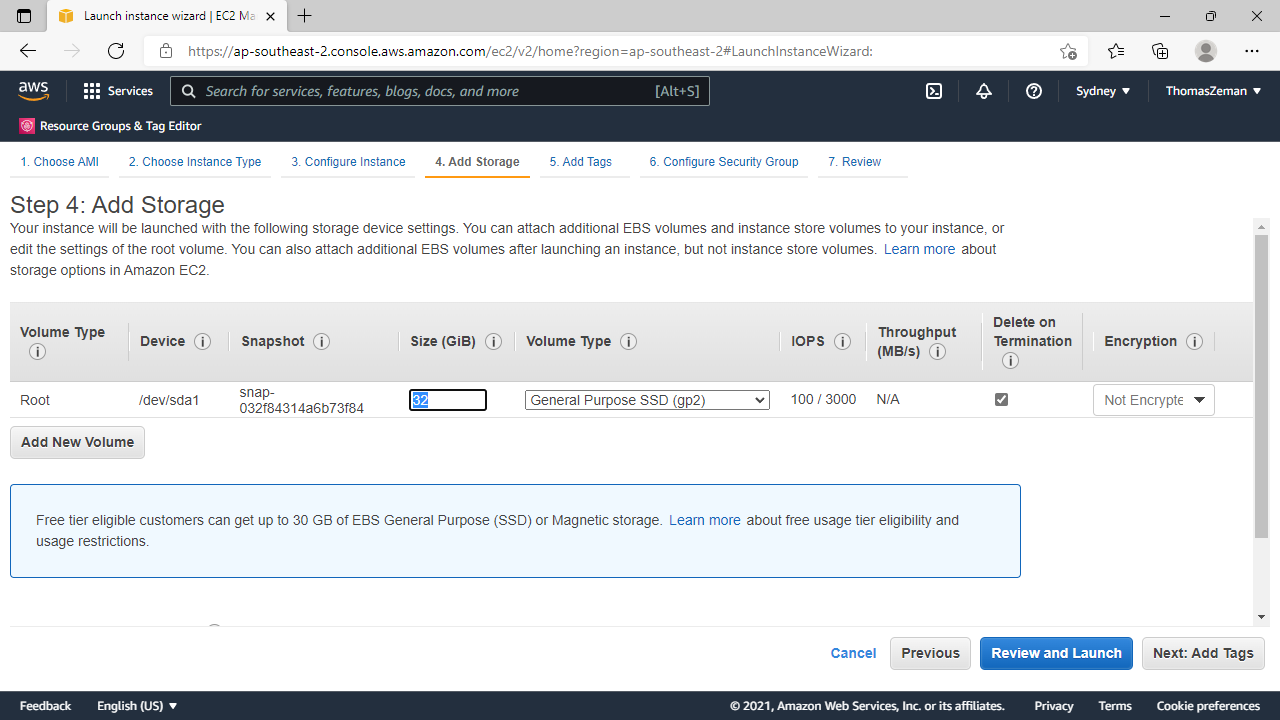 Launch instance wizard | EC2 Ma
https://ap-southeast-2.console.aws.amazon.com/ec2/v2/home?region=ap-southeast-2#LaunchInstanceWizard:
aws
Services
Search for services, features, blogs, docs, and more
[Alt+S]
Sydney
ThomasZeman
Resource Groups & Tag Editor
1. Choose AMI
2. Choose Instance Type
3. Configure Instance
4. Add Storage
5. Add Tags
6. Configure Security Group
7. Review
Step 4: Add Storage
Your instance will be launched with the following storage device settings. You can attach additional EBS volumes and instance store volumes to your instance, or
edit the settings of the root volume. You can also attach additional EBS volumes after launching an instance, but not instance store volumes. Learn more about
storage options in Amazon EC2.
Volume Type
Device
Snapshot
Size (GiB)
Volume Type
IOPS
Throughput
(MB/s)
Delete on
Termination
Encryption
Root
/dev/sda1
snap-
032f84314a6b73f84
32
General Purpose SSD (gp2)
100 / 3000
N/A
Not Encrypte
Add New Volume
Free tier eligible customers can get up to 30 GB of EBS General Purpose (SSD) or Magnetic storage. Learn more about free usage tier eligibility and
usage restrictions.
Cancel
Previous
Review and Launch
Next: Add Tags
Feedback
English (US)
© 2021, Amazon Web Services, Inc. or its affiliates.
Privacy
Terms
Cookie preferences